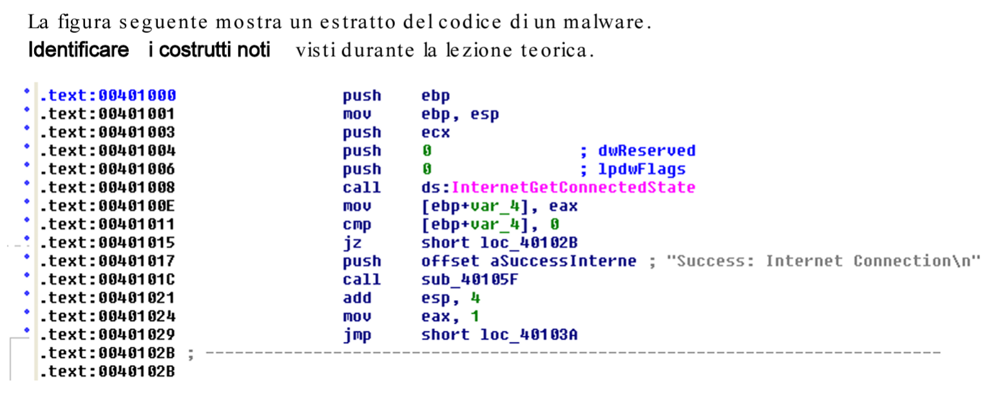 La figura seguente mostra un estratto del codice di un malware.
Identificare i costrutti noti visti durante la lezione teorica.
.text:00401000 push ebp
.text:00401001 mov ebp, esp
.text:00401003 push ecx
.text:00401004 push 0 ; dwReserved
.text:00401006 push 0 ; lpdwFlags
.text:00401008 call ds:InternetGetConnectedState
.text:0040100E mov [ebp+var_4], eax
.text:00401011 cmp [ebp+var_4], 0
.text:00401015 jz short loc_40102B
.text:00401017 push offset aSuccessInterne ; "Success: Internet Connection\n"
.text:0040101C call sub_40105F
.text:00401021 add esp, 4
.text:00401024 mov eax, 1
.text:00401029 jmp short loc_40103A
.text:0040102B ; ---------------------------------------------------------------------------
.text:0040102B